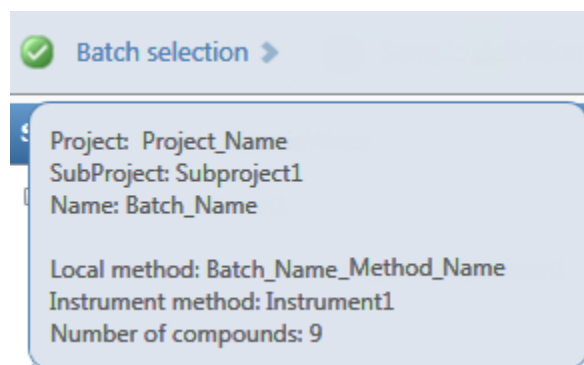 Batch selection
Project: Project_Name
SubProject: Subproject1
Name: Batch_Name
Local method: Batch_Name_Method_Name
Instrument method: Instrument1
Number of compounds: 9